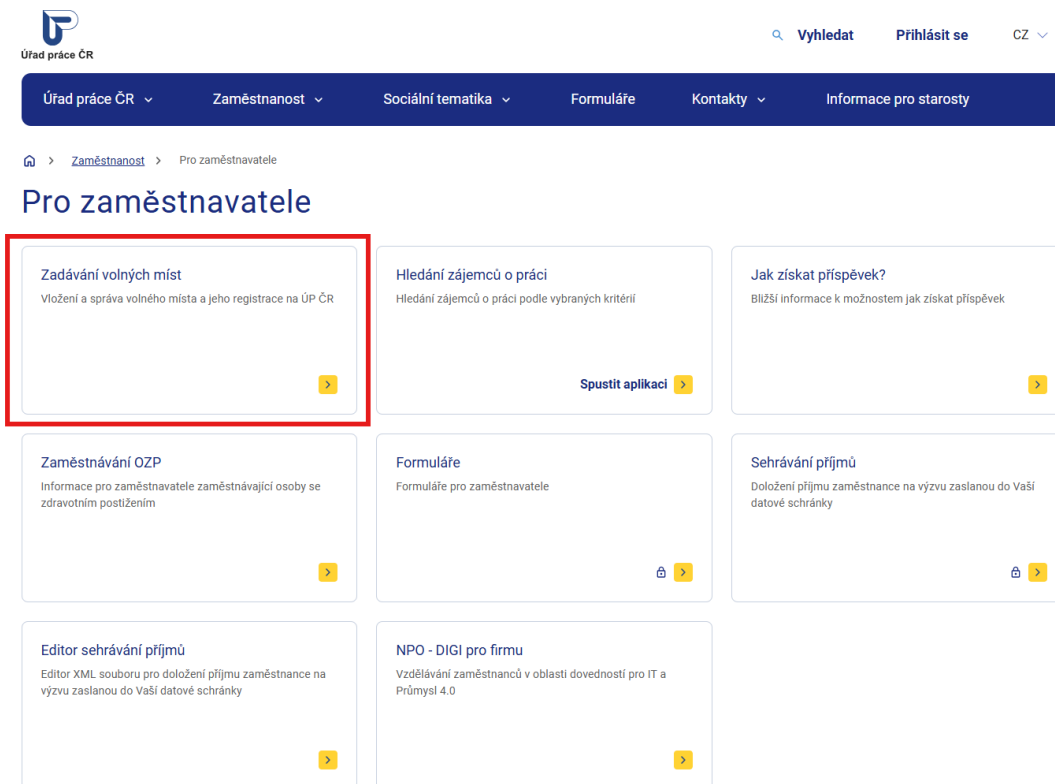 Úřad práce ČR
Vyhledat
Přihlásit se
CZ
Úřad práce ČR
Zaměstnanost
Sociální tematika
Formuláře
Kontakty
Informace pro starosty
Zaměstnanost
Pro zaměstnavatele
Pro zaměstnavatele
Zadávání volných míst
Vložení a správa volného místa a jeho registrace na ÚP ČR
Hledání zájemců o práci
Hledání zájemců o práci podle vybraných kritérií
Spustit aplikaci
Jak získat příspěvek?
Bližší informace k možnostem jak získat příspěvek
Zaměstnávání OZP
Informace pro zaměstnavatele zaměstnávající osoby se
zdravotním postižením
Formuláře
Formuláře pro zaměstnavatele
Sehrávání příjmů
Doložení příjmu zaměstnance na výzvu zaslanou do Vaší
datové schránky
Editor sehrávání příjmů
Editor XML souboru pro doložení příjmu zaměstnance na
výzvu zaslanou do Vaší datové schránky
NPO - DIGI pro firmu
Vzdělávání zaměstnanců v oblasti dovedností pro IT a
Průmysl 4.0